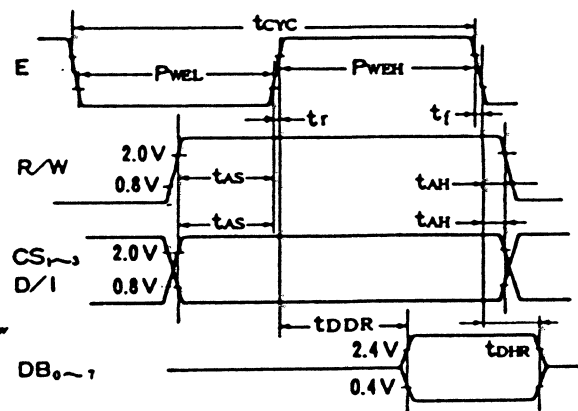 tCYC
E
PWEL
PWEH
tr
tf
R/W
2.0V
0.8V
tAS
tAH
tAS
tAH
CS1~3
D/I
2.0V
0.8V
tDDR
DB0~7
2.4V
0.4V
tDHR